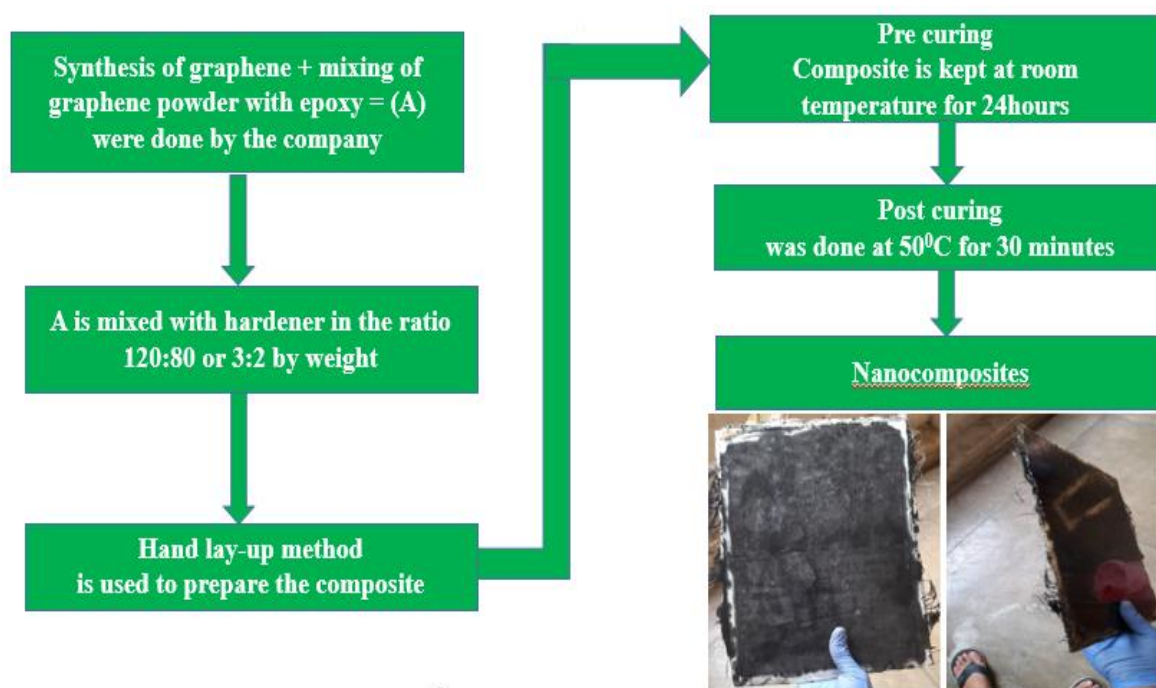 Synthesis of graphene + mixing of
graphene powder with epoxy = (A)
were done by the company
A is mixed with hardener in the ratio
120:80 or 3:2 by weight
Hand lay-up method
is used to prepare the composite
Pre curing
Composite is kept at room
temperature for 24hours
Post curing
was done at 50⁰C for 30 minutes
Nanocomposites